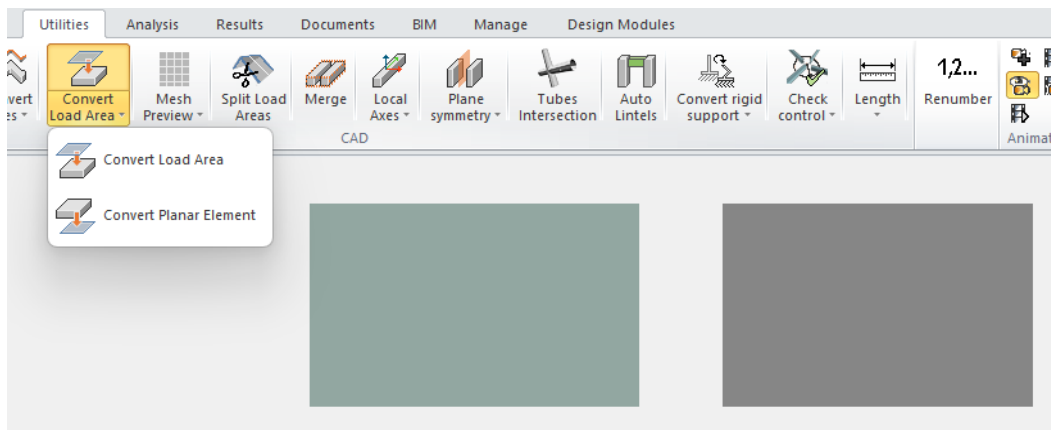 Utilities Analysis Results Documents BIM Manage Design Modules
Convert Mesh Split Load Merge Local Plane Tubes Auto Convert rigid Check Length Renumber
Load Area Preview Areas Axes symmetry Intersection Lintels support control
1,2...
CAD
Convert Load Area
Convert Planar Element